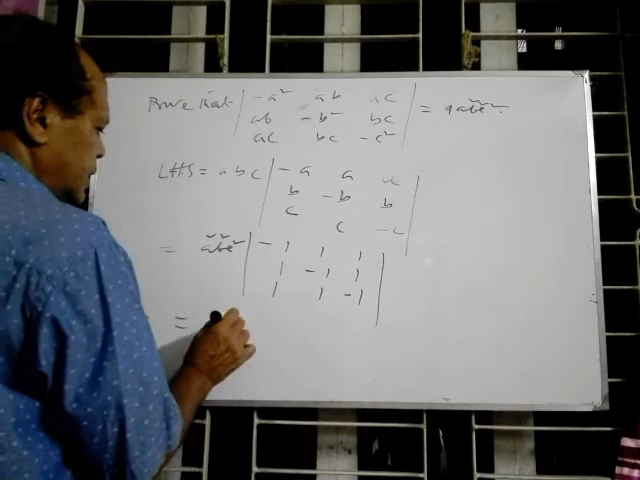 Prove that | -a² ab ac | = 4a²b²c².
| ab -b² bc |
| ac bc -c² |
LHS = abc | -a a a |
| b -b b |
| c c -c |
= a²b²c² | -1 1 1 |
| 1 -1 1 |
| 1 1 -1 |
=